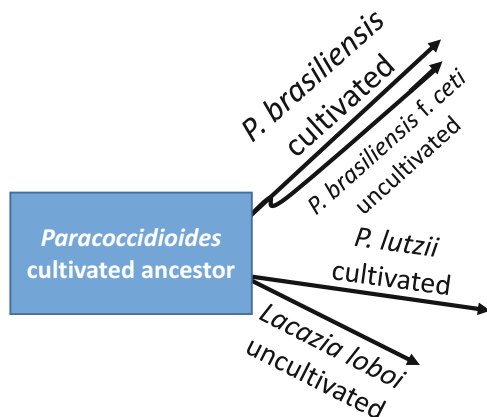 P. brasiliensis
cultivated
P. brasiliensis f. ceti
uncultivated
Paracoccidioides
cultivated ancestor
P. lutzii
cultivated
Lacazia loboi
uncultivated